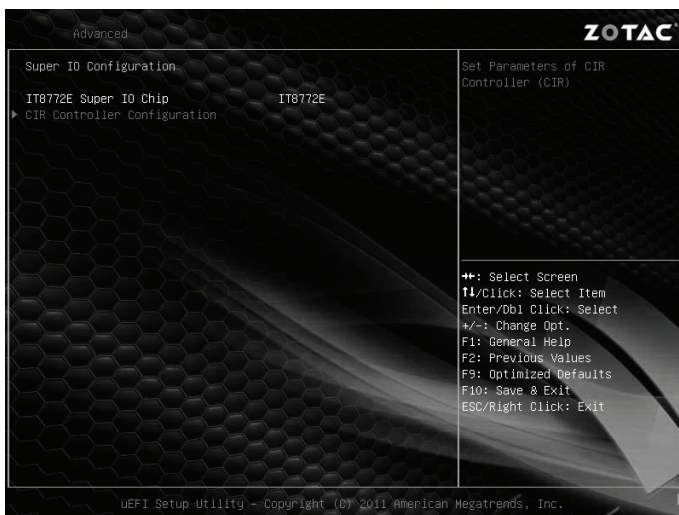 Advanced
ZOTAC
Super IO Configuration
IT8772E Super IO Chip IT8772E
▶ CIR Controller Configuration
Set Parameters of CIR
Controller (CIR)
→←: Select Screen
↑↓/Click: Select Item
Enter/Dbl Click: Select
+/-: Change Opt.
F1: General Help
F2: Previous Values
F9: Optimized Defaults
F10: Save & Exit
ESC/Right Click: Exit
uEFI Setup Utility - Copyright (C) 2011 American Megatrends, Inc.